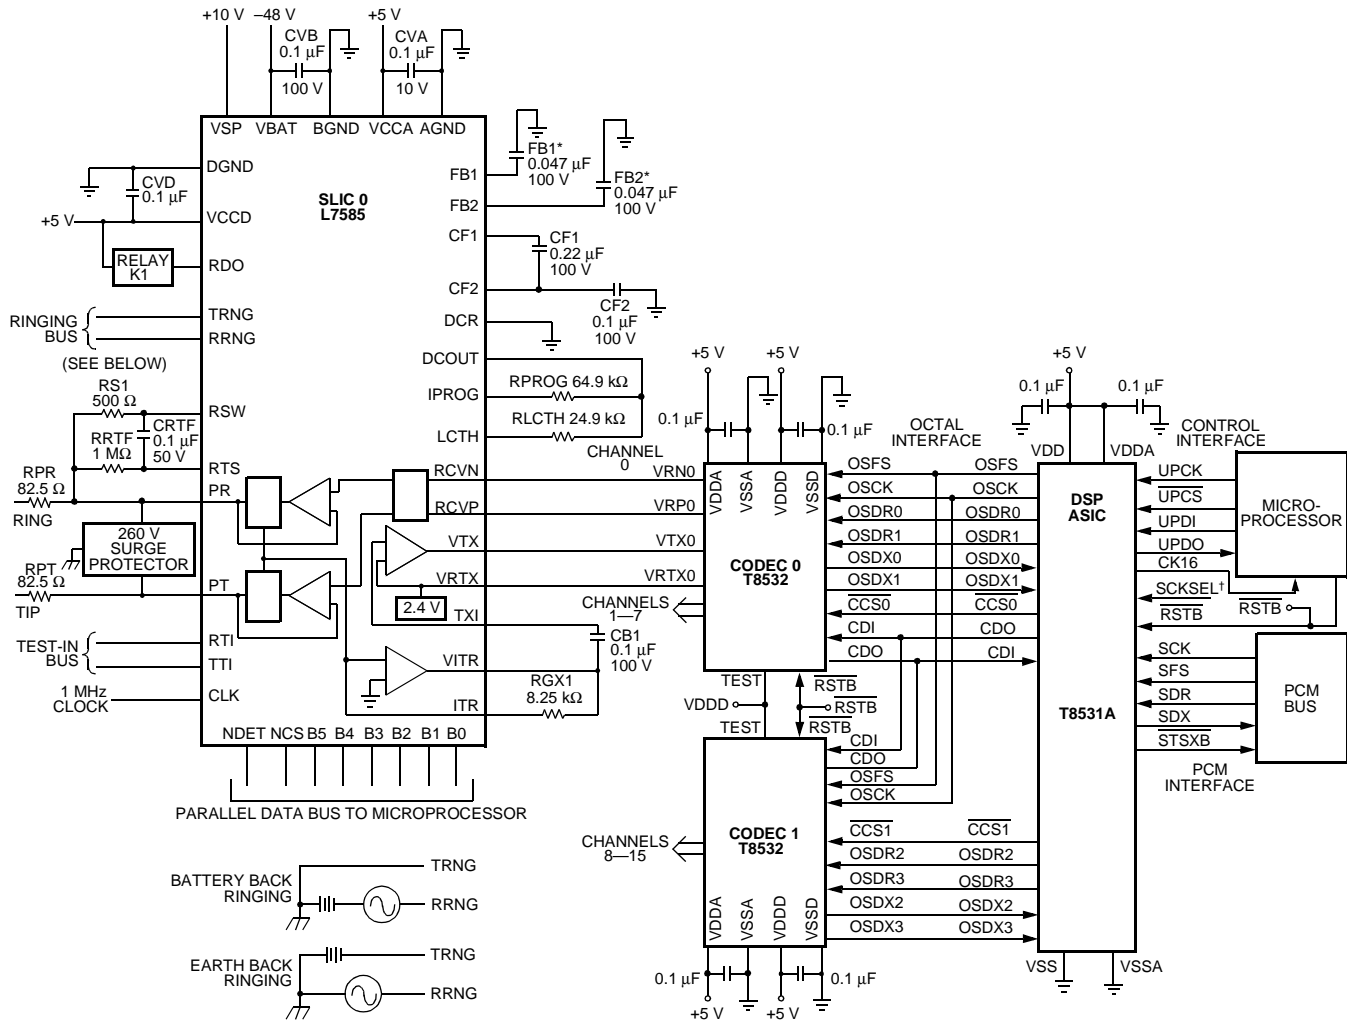 +10 V
–48 V
CVB
0.1 µF
100 V
+5 V
CVA
0.1 µF
10 V
VSP
VBAT
BGND
VCCA
AGND
DGND
CVD
0.1 µF
+5 V
VCCD
RELAY
K1
RDO
SLIC 0
L7585
FB1
FB1*
0.047 µF
100 V
FB2
FB2*
0.047 µF
100 V
CF1
CF1
0.22 µF
100 V
CF2
CF2
0.1 µF
100 V
DCR
RINGING
BUS
TRNG
RRNG
(SEE BELOW)
RS1
500 Ω
RSW
CRTF
0.1 µF
50 V
RRTF
1 MΩ
RTS
RPR
82.5 Ω
RING
PR
260 V
SURGE
PROTECTOR
RPT
82.5 Ω
TIP
PT
TEST-IN
BUS
RTI
TTI
1 MHz
CLOCK
CLK
DCOUT
IPROG
RPROG 64.9 kΩ
LCTH
RLCTH 24.9 kΩ
CHANNEL
0
RCVN
VRN0
RCVP
VRP0
VTX
VTX0
VRTX
VRTX0
2.4 V
TXI
CB1
0.1 µF
100 V
VITR
RGX1
8.25 kΩ
ITR
CHANNELS
1—7
NDET
NCS
B5
B4
B3
B2
B1
B0
PARALLEL DATA BUS TO MICROPROCESSOR
BATTERY BACK
RINGING
TRNG
RRNG
EARTH BACK
RINGING
TRNG
RRNG
+5 V
+5 V
0.1 µF
0.1 µF
VDDA
VSSA
VDDD
VSSD
CODEC 0
T8532
OCTAL
INTERFACE
OSFS
OSFS
OSCK
OSCK
OSDR0
OSDR0
OSDR1
OSDR1
OSDX0
OSDX0
OSDX1
OSDX1
CCS0
CCS0
CDI
CDO
CDO
CDI
TEST
VDDD
TEST
RSTB
RSTB
RSTB
CDI
CDO
OSFS
OSCK
CODEC 1
T8532
CHANNELS
8—15
CCS1
CCS1
OSDR2
OSDR2
OSDR3
OSDR3
OSDX2
OSDX2
OSDX3
OSDX3
VDDA
VSSA
VDDD
VSSD
0.1 µF
0.1 µF
+5 V
+5 V
+5 V
0.1 µF
0.1 µF
VDD
VDDA
DSP
ASIC
T8531A
VSS
VSSA
CONTROL
INTERFACE
UPCK
UPCS
UPDI
UPDO
CK16
SCKSEL†
RSTB
RSTB
MICRO-
PROCESSOR
SCK
SFS
SDR
SDX
STSXB
PCM
BUS
PCM
INTERFACE